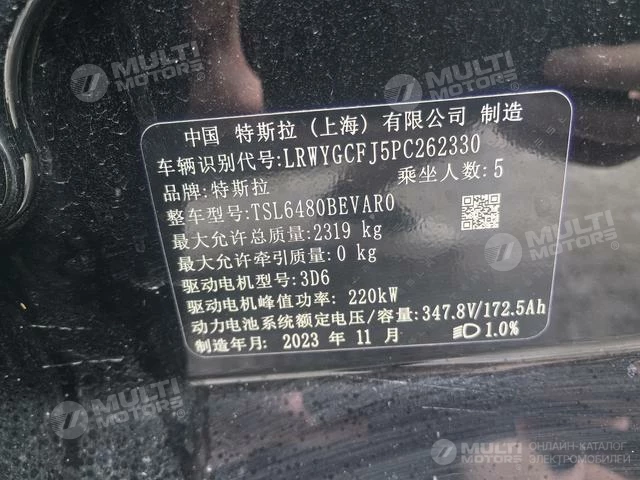 中国 特斯拉 (上海) 有限公司 制造
车辆识别代号:LRWYGCFJ5PC262330
品牌:特斯拉 乘坐人数:5
整车型号:TSL6480BEVAR0
最大允许总质量:2319 kg
最大允许牵引质量:0 kg
驱动电机型号:3D6
驱动电机峰值功率: 220kW
动力电池系统额定电压/容量:347.8V/172.5Ah
制造年月: 2023 年 11 月 1.0%
MULTI MOTORS
MULTI MOTORS
MULTI MOTORS
MULTI MOTORS
MULTI MOTORS ОНЛАЙН-КАТАЛОГ ЭЛЕКТРОМОБИЛЕЙ